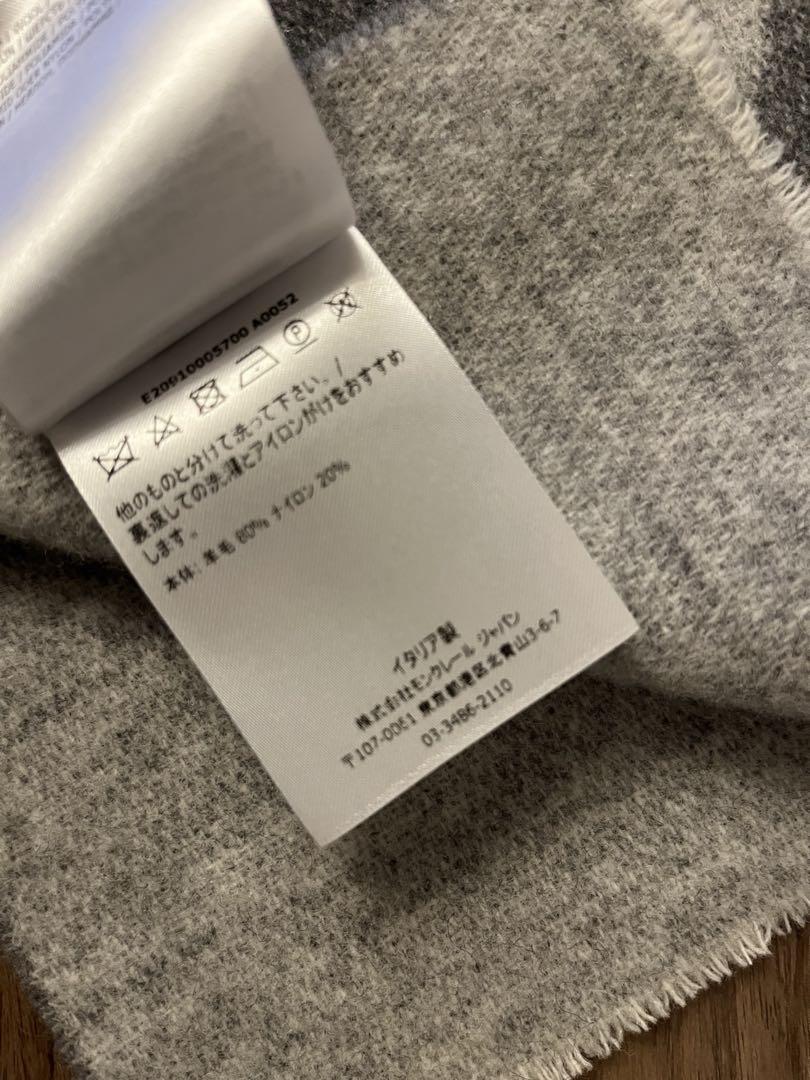 E20910005700 A0052
P
他のものと分けて洗って下さい。/
裏返しての洗濯とアイロンがけをおすすめ
します。
本体: 羊毛 80% ナイロン 20%
イタリア製
株式会社モンクレール ジャパン
〒107-0061 東京都港区北青山3-6-7
03-3486-2110